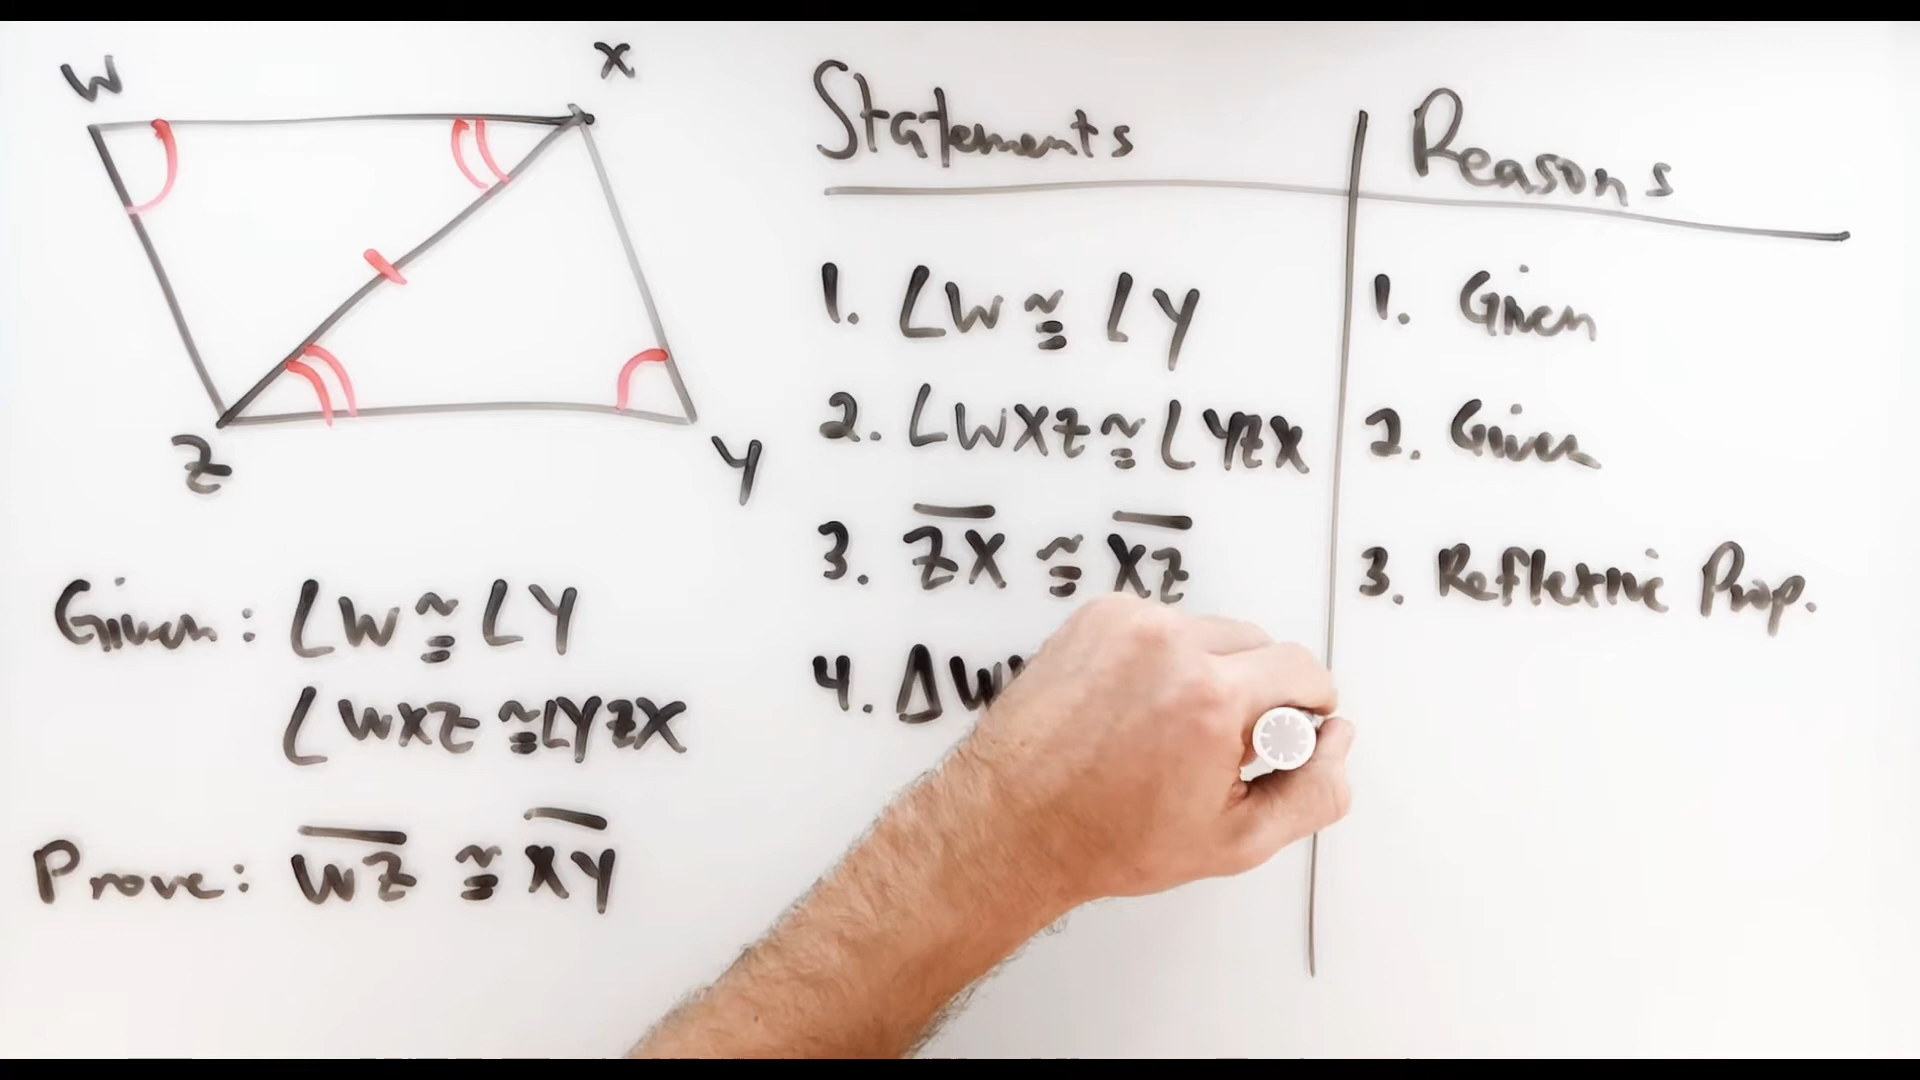 W
X
Z
Y
Given: ∠W ≅ ∠Y
∠WXZ ≅ ∠YZX
Prove: W̅Z̅ ≅ X̅Y̅
Statements
Reasons
1. ∠W ≅ ∠Y
1. Given
2. ∠WXZ ≅ ∠YZX
2. Given
3. Z̅X̅ ≅ X̅Z̅
3. Reflexive Prop.
4. ΔW